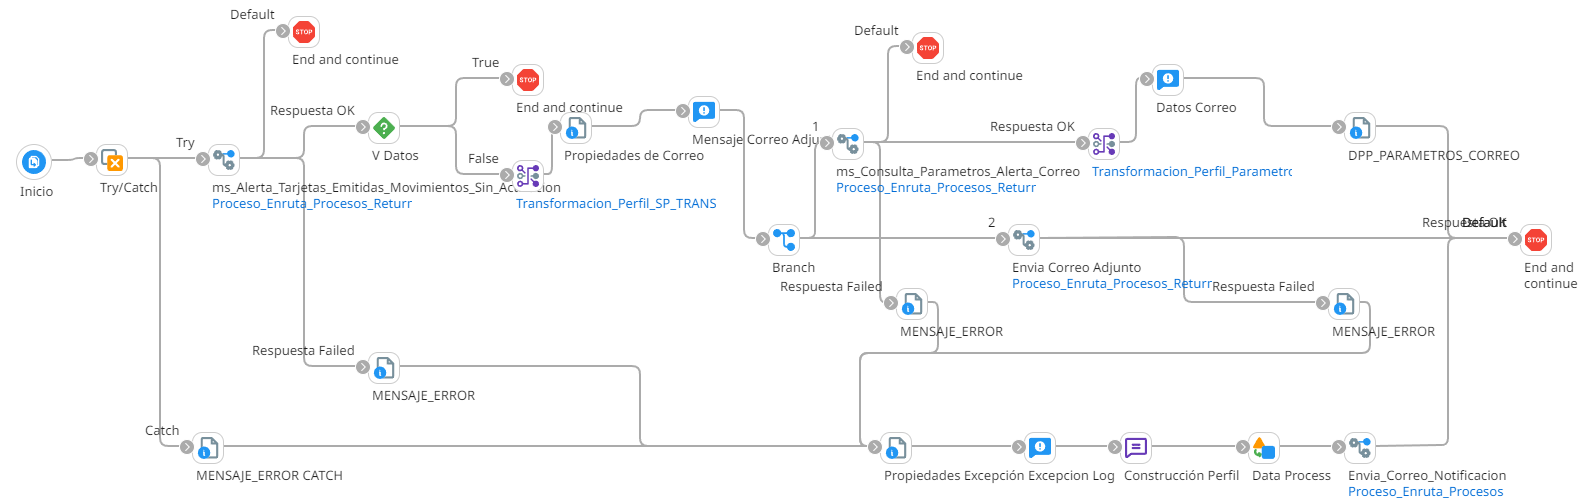 Default
STOP
End and continue
Default
STOP
End and continue
True
STOP
End and continue
Datos Correo
Respuesta OK
V Datos
Propiedades de Correo
Mensaje Correo Adju
1
Respuesta OK
DPP_PARAMETROS_CORREO
Try
Inicio
Try/Catch
ms_Alerta_Tarjetas_Emitidas_Movimientos_Sin_Ac
ion
Proceso_Enruta_Procesos_Returr
False
Transformacion_Perfil_SP_TRANS
ms_Consulta_Parametros_Alerta_Correo
Proceso_Enruta_Procesos_Returr
Transformacion_Perfil_Parametro
2
Default
STOP
Branch
Envia Correo Adjunto
Proceso_Enruta_Procesos_Returr
End and
continue
Respuesta Failed
MENSAJE_ERROR
Respuesta Failed
MENSAJE_ERROR
Respuesta Failed
MENSAJE_ERROR
Catch
MENSAJE_ERROR CATCH
Propiedades Excepción
Excepcion Log
Construcción Perfil
Data Process
Envia_Correo_Notificacion
Proceso_Enruta_Procesos